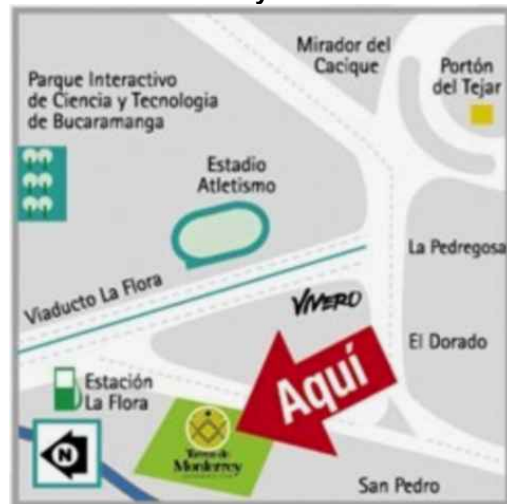 Mirador del
Cacique
Portón
del Tejar
Parque Interactivo
de Ciencia y Tecnologia
de Bucaramanga
Estadio
Atletismo
La Pedregosa
Viaducto La Flora
VIVERO
El Dorado
Aquí
Estación
La Flora
N
Monterrey
San Pedro